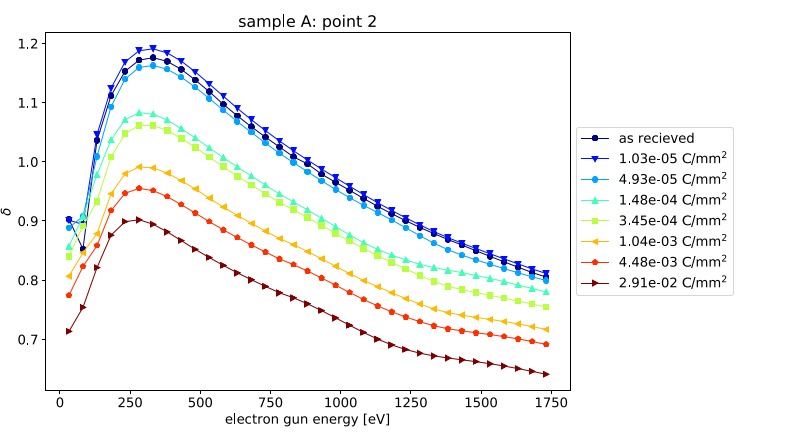 sample A: point 2
1.2
1.1
1.0
0.9
0.8
0.7
δ
0 250 500 750 1000 1250 1500 1750
electron gun energy [eV]
as recieved
1.03e-05 C/mm²
4.93e-05 C/mm²
1.48e-04 C/mm²
3.45e-04 C/mm²
1.04e-03 C/mm²
4.48e-03 C/mm²
2.91e-02 C/mm²